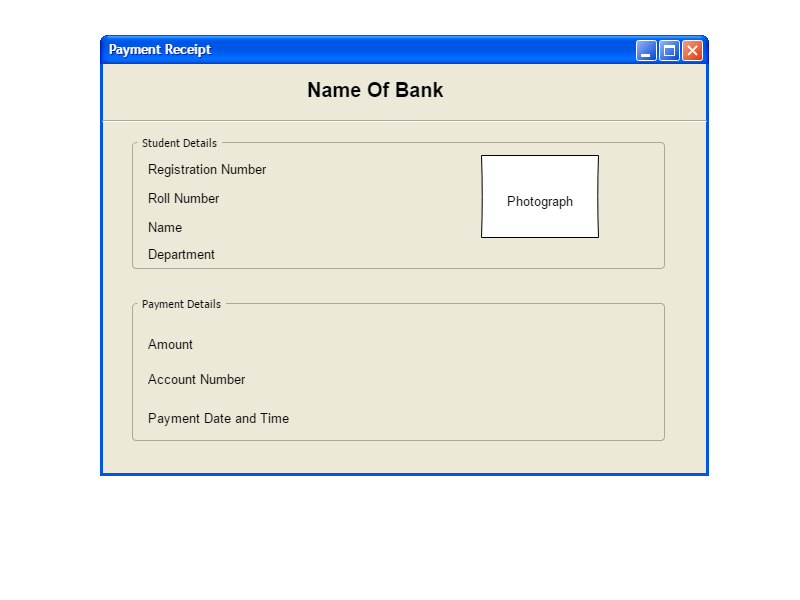 Payment Receipt
Name Of Bank
Student Details
Registration Number
Roll Number
Photograph
Name
Department
Payment Details
Amount
Account Number
Payment Date and Time